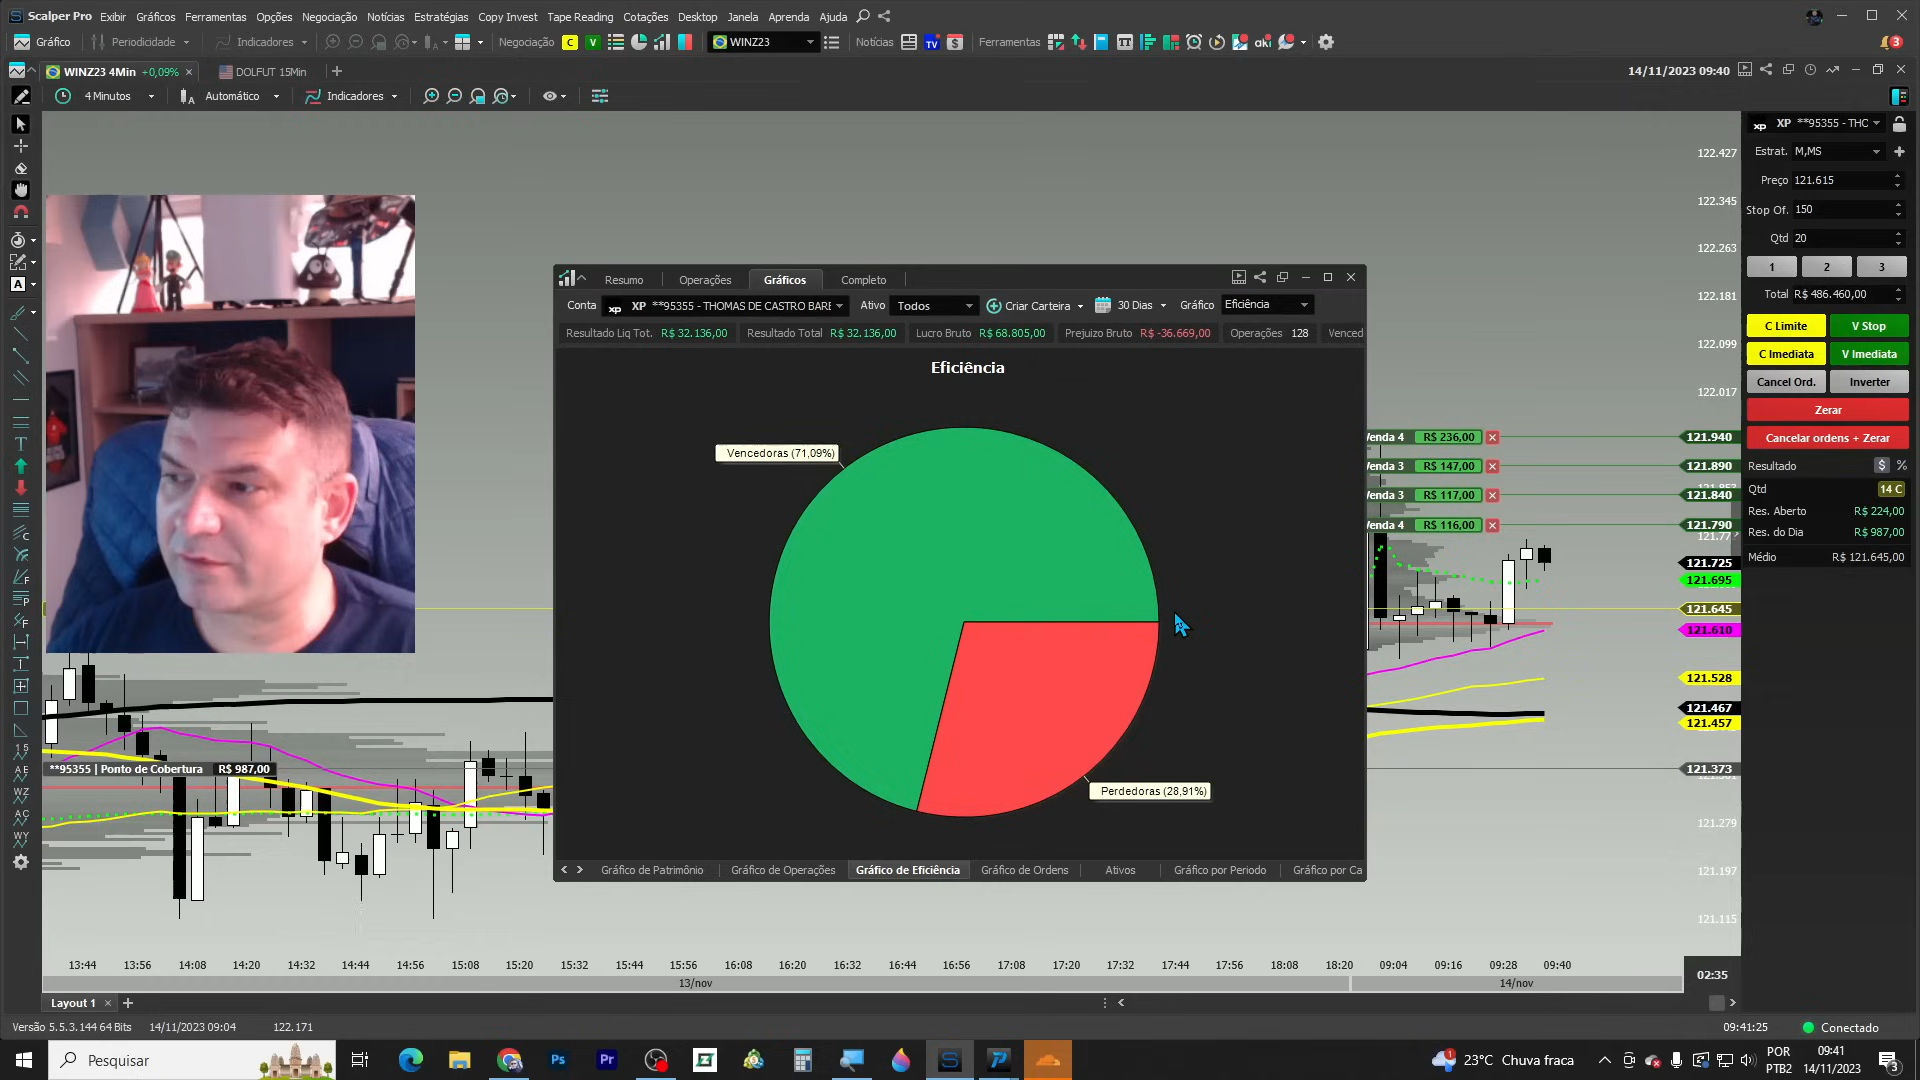 Scalper Pro Exibir Gráficos Ferramentas Opções Negociação Notícias Estratégias Copy Invest Tape Reading Cotações Desktop Janela Aprenda Ajuda
Gráfico Periodicidade Indicadores Negociação C V WINZ23 Notícias TV $ Ferramentas aki 3
WINZ23 4Min +0,09% DOLFUT 15Min 14/11/2023 09:40
4 Minutos Automático Indicadores
XP **95355 - THC
Estrat. M,MS
Preço 121.615
Stop Of. 150
Qtd 20
1 2 3
Total R$ 486.460,00
C Limite V Stop
C Imediata V Imediata
Cancel Ord. Inverter
Zerar
Cancelar ordens + Zerar
Resultado $ %
Qtd 14 C
Res. Aberto R$ 224,00
Res. do Dia R$ 987,00
Médio R$ 121.645,00
122.427
122.345
122.263
122.181
122.099
122.017
121.940
121.890
121.840
121.790
121.725
121.695
121.645
121.610
121.528
121.467
121.457
121.373
121.279
121.197
121.115
Resumo Operações Gráficos Completo
Conta XP **95355 - THOMAS DE CASTRO BARE Ativo Todos Criar Carteira 30 Dias Gráfico Eficiência
Resultado Liq Tot. R$ 32.136,00 Resultado Total R$ 32.136,00 Lucro Bruto R$ 68.805,00 Prejuizo Bruto R$ -36.669,00 Operações 128 Venced
Eficiência
Vencedoras (71,09%)
Perdedoras (28,91%)
Gráfico de Patrimônio Gráfico de Operações Gráfico de Eficiência Gráfico de Ordens Ativos Gráfico por Periodo Gráfico por Ca
Venda 4 R$ 236,00
Venda 3 R$ 147,00
Venda 3 R$ 117,00
Venda 4 R$ 116,00
**95355 | Ponto de Cobertura R$ 987,00
13:44 13:56 14:08 14:20 14:32 14:44 14:56 15:08 15:20 15:32 15:44 15:56 16:08 16:20 16:32 16:44 16:56 17:08 17:20 17:32 17:44 17:56 18:08 18:20 09:04 09:16 09:28 09:40
13/nov 14/nov
02:35
Layout 1
Versão 5.5.3.144 64 Bits 14/11/2023 09:04 122.171 09:41:25 Conectado
Pesquisar Ps Pr 23°C Chuva fraca POR 09:41
PTB2 14/11/2023 3